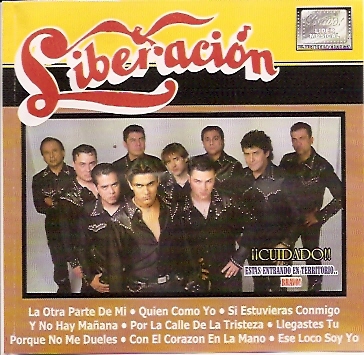 Liberación
LIDER
¡¡CUIDADO!!
ESTAS ENTRANDO EN TERRITORIO..
BRAVO!
La Otra Parte De Mi • Quien Como Yo • Si Estuvieras Conmigo
Y No Hay Mañana • Por La Calle De La Tristeza • Llegastes Tu
Porque No Me Dueles • Con El Corazon En La Mano • Ese Loco Soy Yo